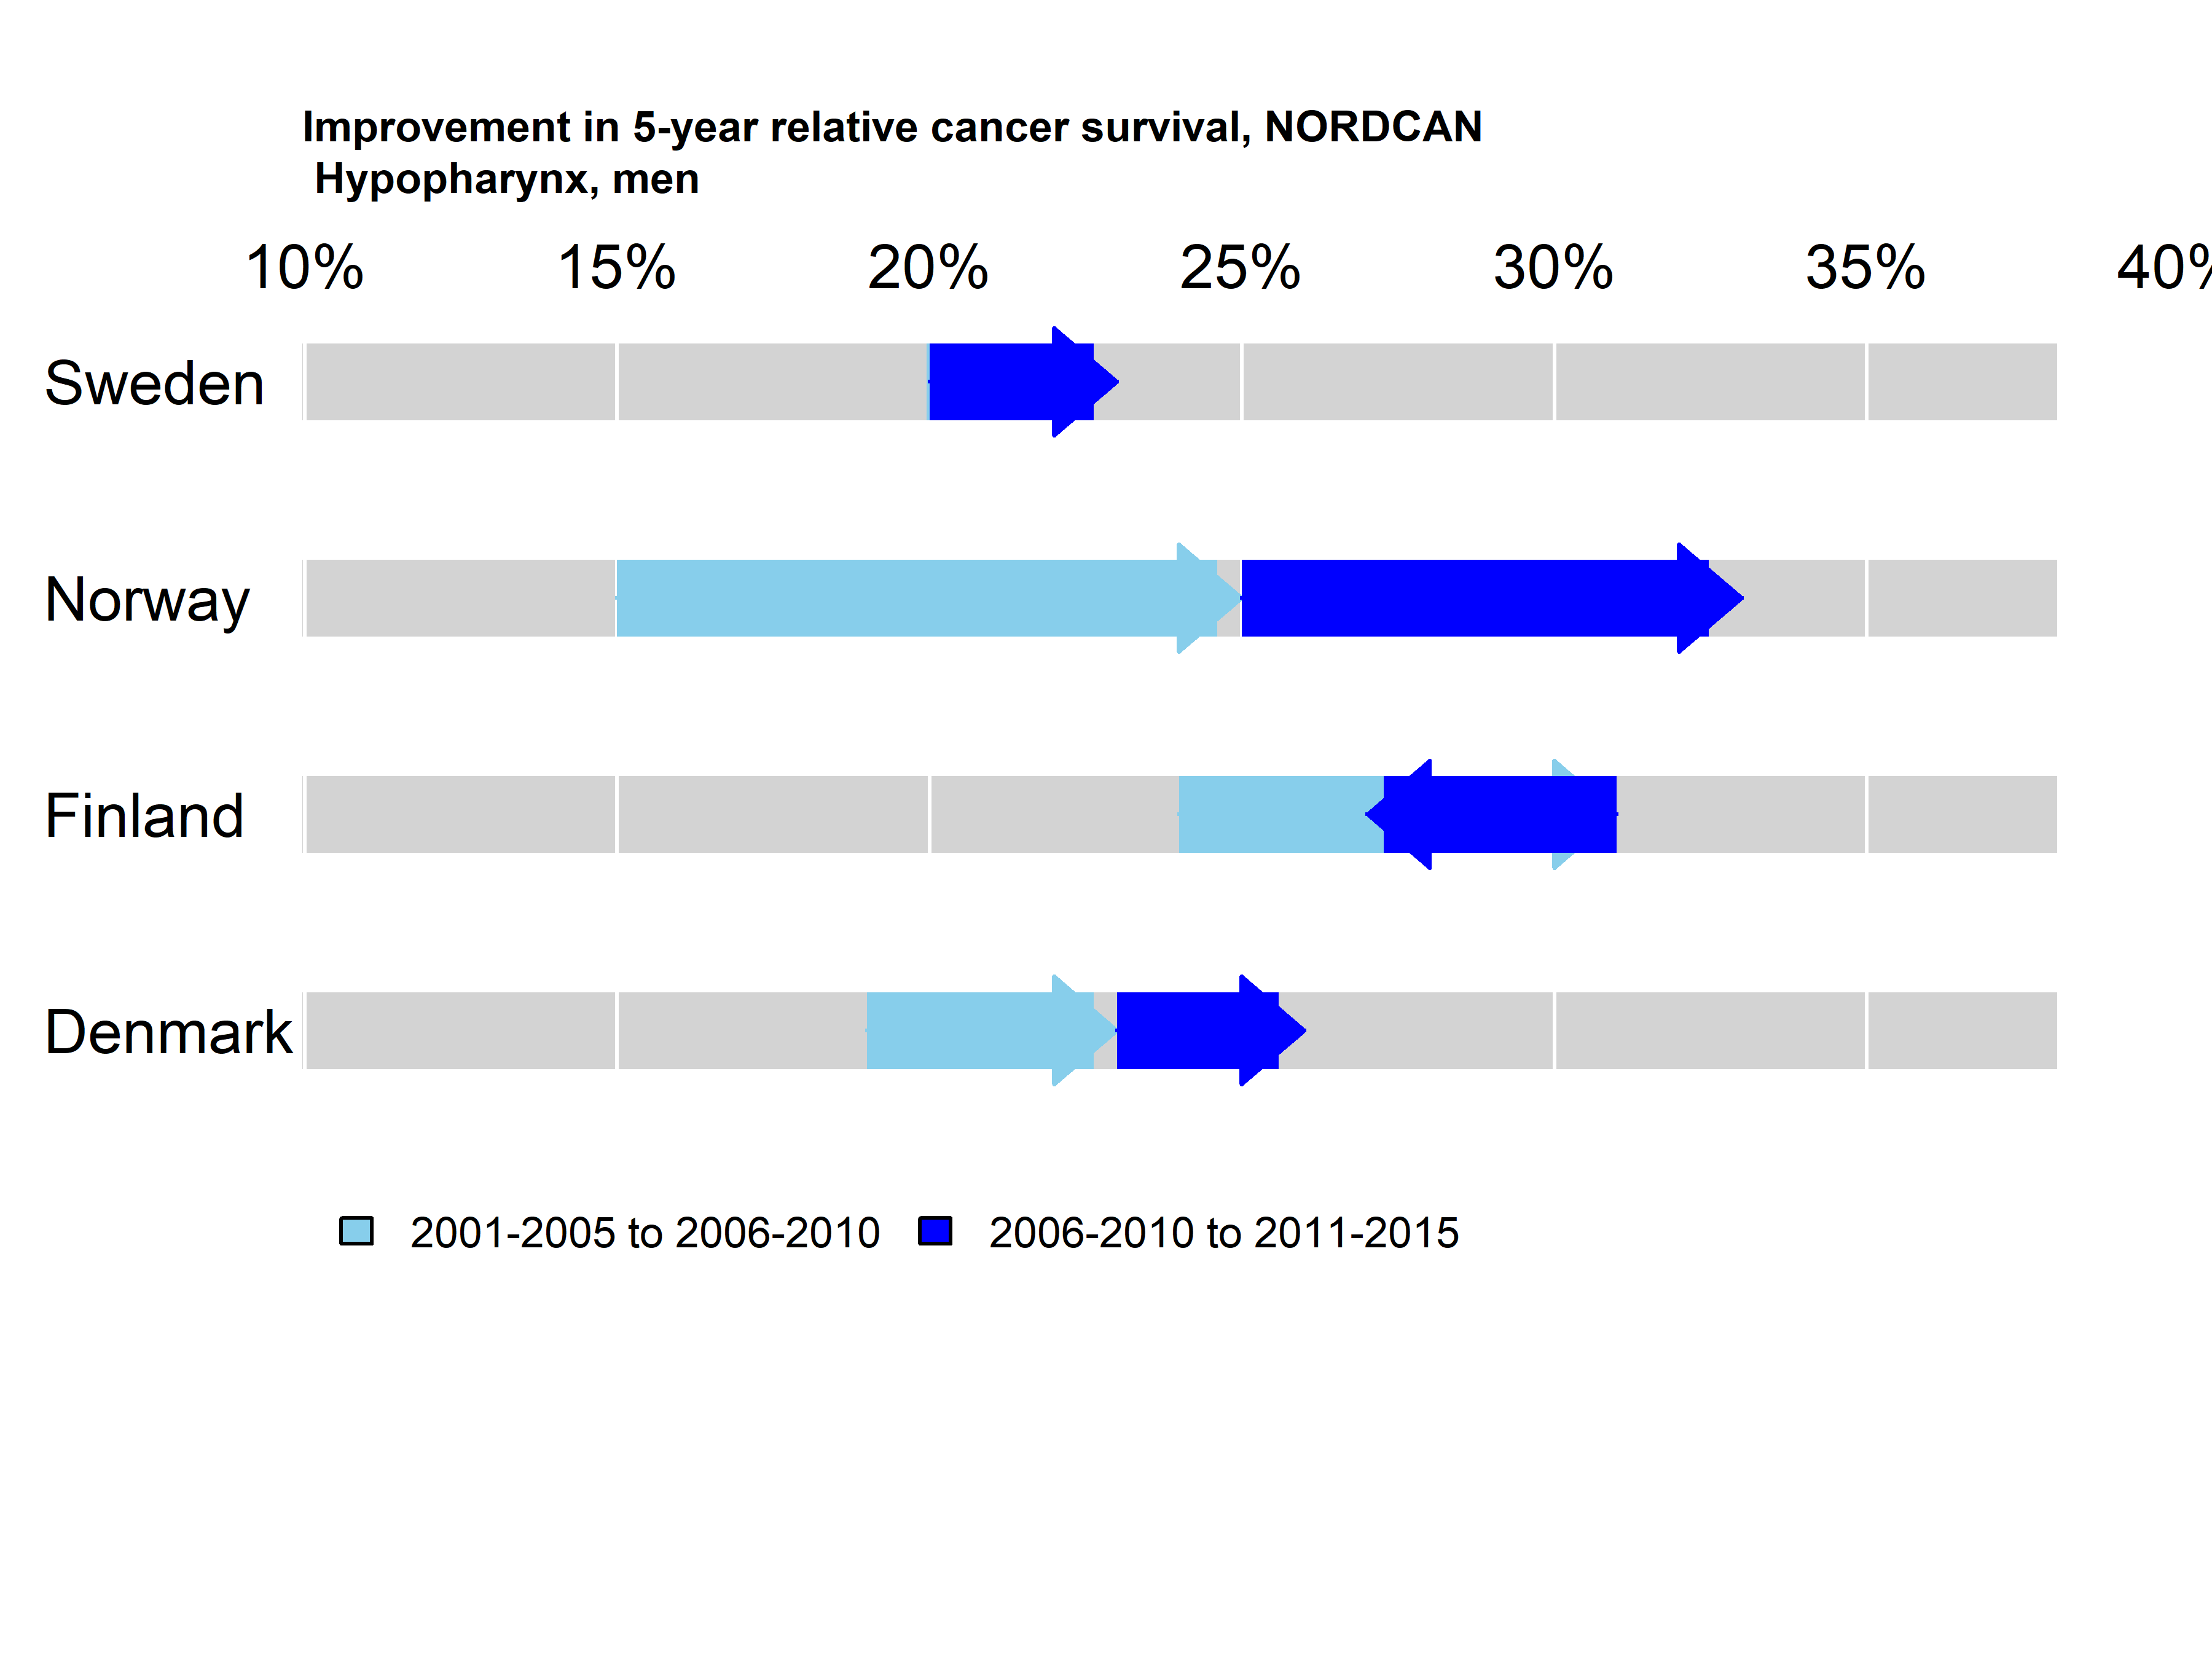 Improvement in 5-year relative cancer survival, NORDCAN
Hypopharynx, men
10% 15% 20% 25% 30% 35% 40%
Sweden
Norway
Finland
Denmark
2001-2005 to 2006-2010 2006-2010 to 2011-2015